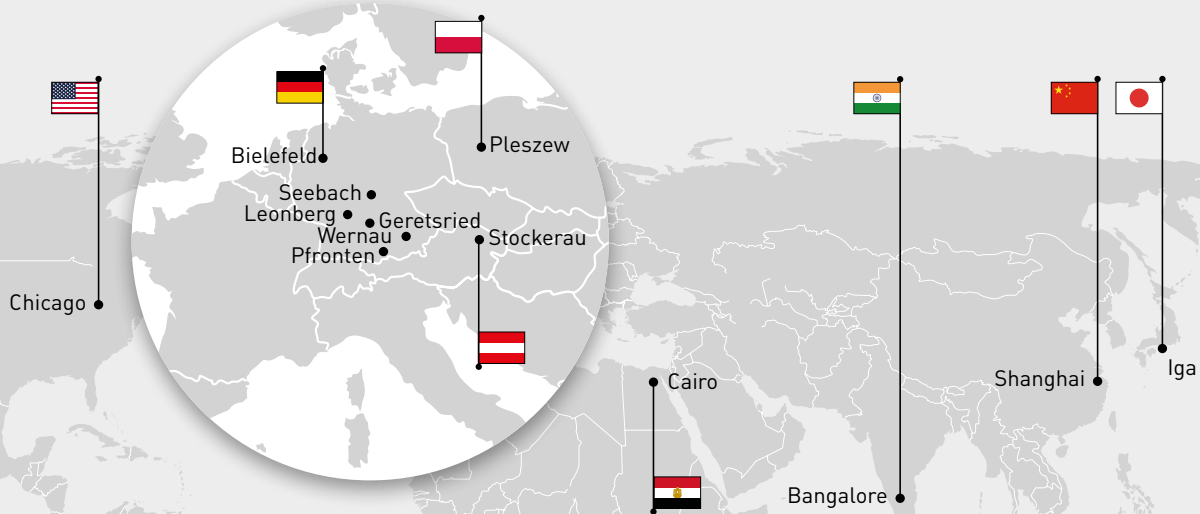 Pleszew
Bielefeld
Seebach
Leonberg
Geretsried
Wernau
Stockerau
Pfronten
Chicago
Iga
Shanghai
Cairo
Bangalore